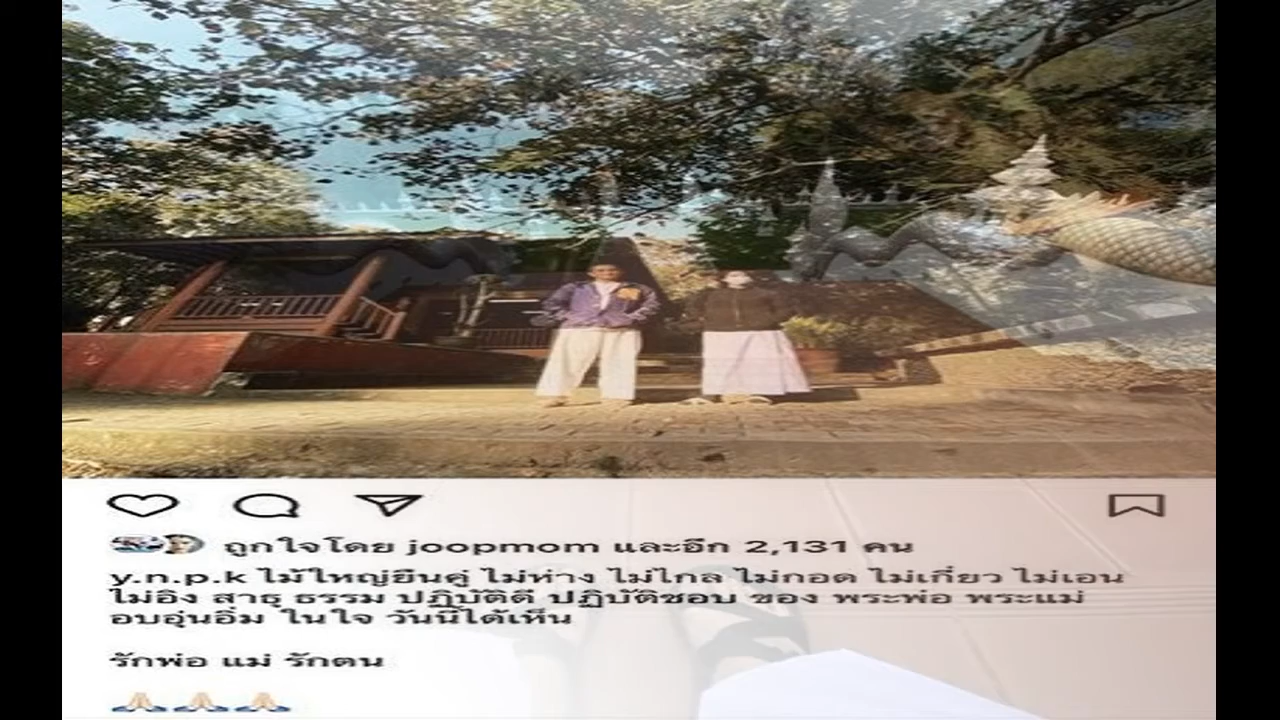 ถูกใจโดย joopmom และอีก 2,131 คน
y.n.p.k ไม้ใหญ่ยืนคู่ ไม่ห่าง ไม่ไกล ไม่กอด ไม่เกี่ยว ไม่เอน
ไม่อิง สาธุ ธรรม ปฏิบัติดี ปฏิบัติชอบ ของ พระพ่อ พระแม่
อบอุ่นอิ่ม ในใจ วันนี้ได้เห็น
รักพ่อ แม่ รักตน